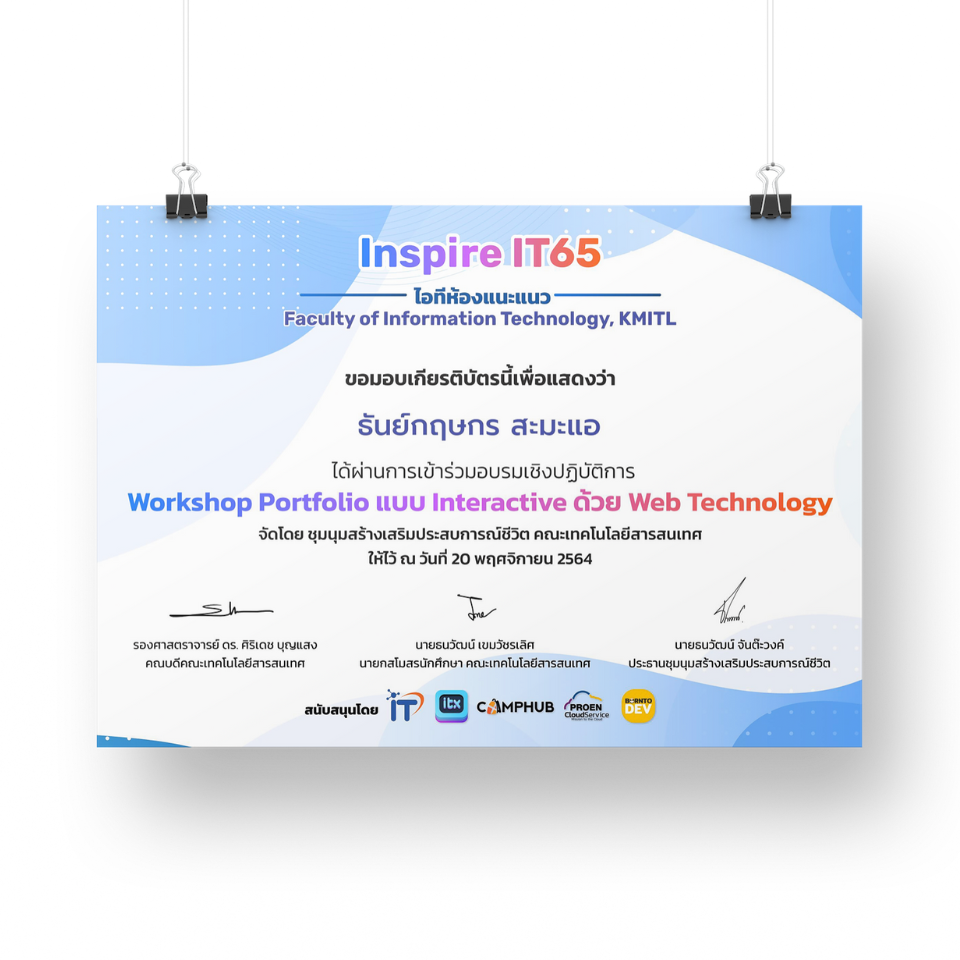 Inspire IT65
ไอทีห้องแนะแนว
Faculty of Information Technology, KMITL
ขอมอบเกียรติบัตรนี้เพื่อแสดงว่า
ธันย์กฤษกร สะมะแอ
ได้ผ่านการเข้าร่วมอบรมเชิงปฏิบัติการ
Workshop Portfolio แบบ Interactive ด้วย Web Technology
จัดโดย ชุมนุมสร้างเสริมประสบการณ์ชีวิต คณะเทคโนโลยีสารสนเทศ
ให้ไว้ ณ วันที่ 20 พฤศจิกายน 2564
รองศาสตราจารย์ ดร. ศิริเดช บุญแสง
คณบดีคณะเทคโนโลยีสารสนเทศ
นายธนวัฒน์ เขมวัชรเลิศ
นายกสโมสรนักศึกษา คณะเทคโนโลยีสารสนเทศ
นายธนวัฒน์ จันต๊ะวงค์
ประธานชุมนุมสร้างเสริมประสบการณ์ชีวิต
สนับสนุนโดย iT itx CAMPHUB PROEN CloudService BORNTO DEV